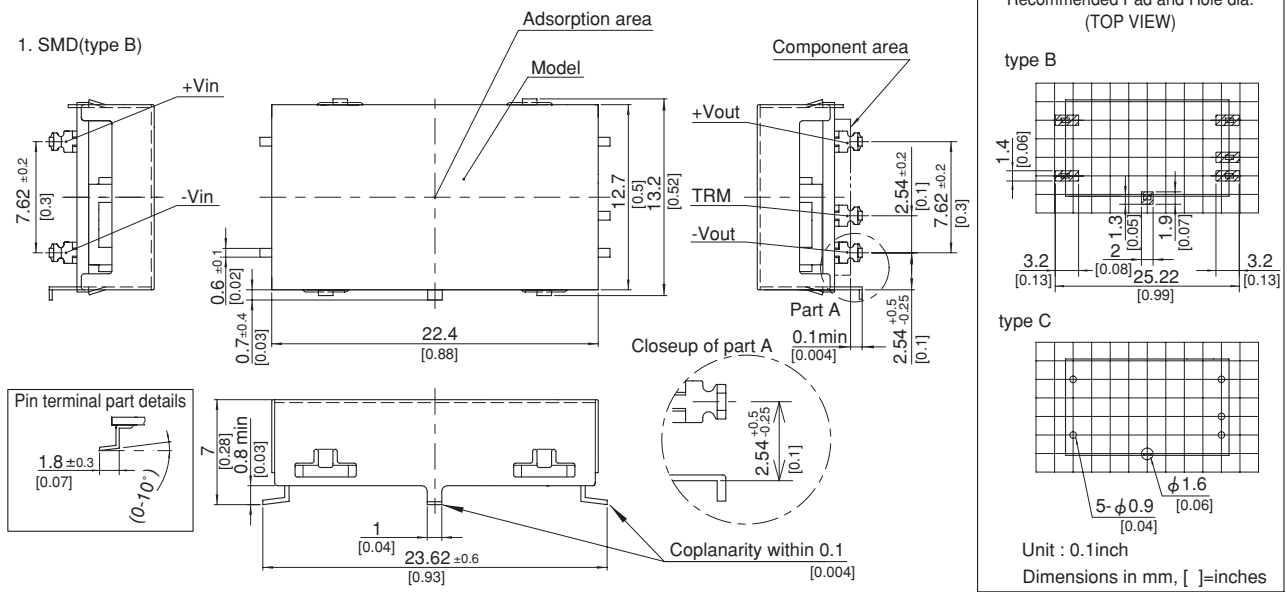 1. SMD(type B)
+Vin
-Vin
7.62 ±0.2
[0.3]
Adsorption area
Model
12.7
[0.5]
13.2
[0.52]
0.6 ±0.1
[0.02]
0.7±0.4
[0.03]
22.4
[0.88]
Component area
+Vout
TRM
-Vout
2.54±0.2
[0.1]
7.62 ±0.2
[0.3]
Part A
0.1min
[0.004]
2.54 +0.5 -0.25
[0.1]
Closeup of part A
2.54 +0.5 -0.25
[0.1]
Pin terminal part details
1.8 ±0.3
[0.07]
(0-10°)
7
[0.28]
0.8 min
[0.03]
1
[0.04]
23.62 ±0.6
[0.93]
Coplanarity within 0.1
[0.004]
Recommended Pad and Hole dia.
(TOP VIEW)
type B
1.4
[0.06]
1.3
[0.05]
1.9
[0.07]
2
[0.08]
3.2
[0.13]
25.22
[0.99]
3.2
[0.13]
type C
ϕ1.6
[0.06]
5-ϕ0.9
[0.04]
Unit : 0.1inch
Dimensions in mm, [ ]=inches